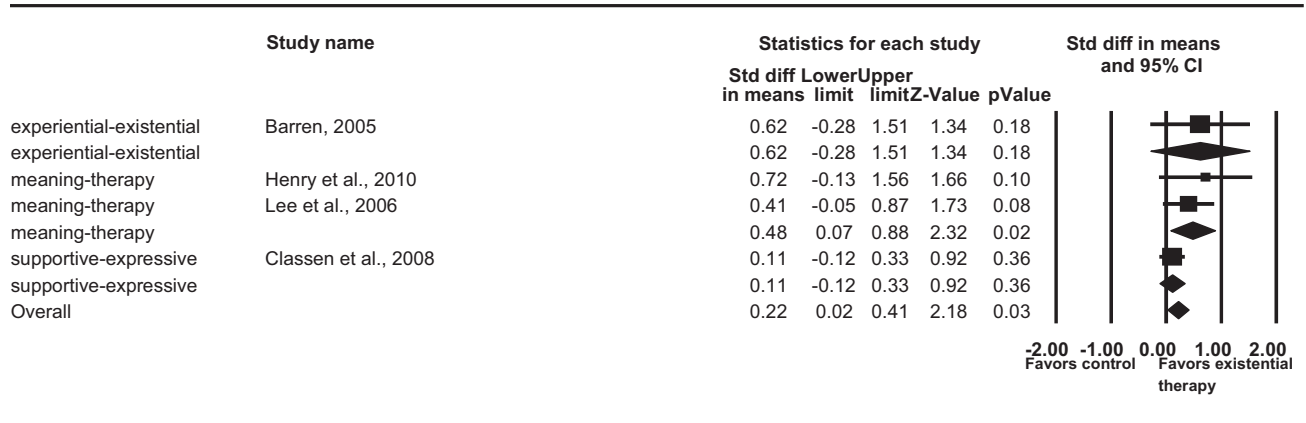 Study name Statistics for each study Std diff in means
and 95% CI
Std diff LowerUpper
in means limit limitZ-Value pValue
experiential-existential Barren, 2005 0.62 -0.28 1.51 1.34 0.18
experiential-existential 0.62 -0.28 1.51 1.34 0.18
meaning-therapy Henry et al., 2010 0.72 -0.13 1.56 1.66 0.10
meaning-therapy Lee et al., 2006 0.41 -0.05 0.87 1.73 0.08
meaning-therapy 0.48 0.07 0.88 2.32 0.02
supportive-expressive Classen et al., 2008 0.11 -0.12 0.33 0.92 0.36
supportive-expressive 0.11 -0.12 0.33 0.92 0.36
Overall 0.22 0.02 0.41 2.18 0.03
-2.00 -1.00 0.00 1.00 2.00
Favors control Favors existential
therapy